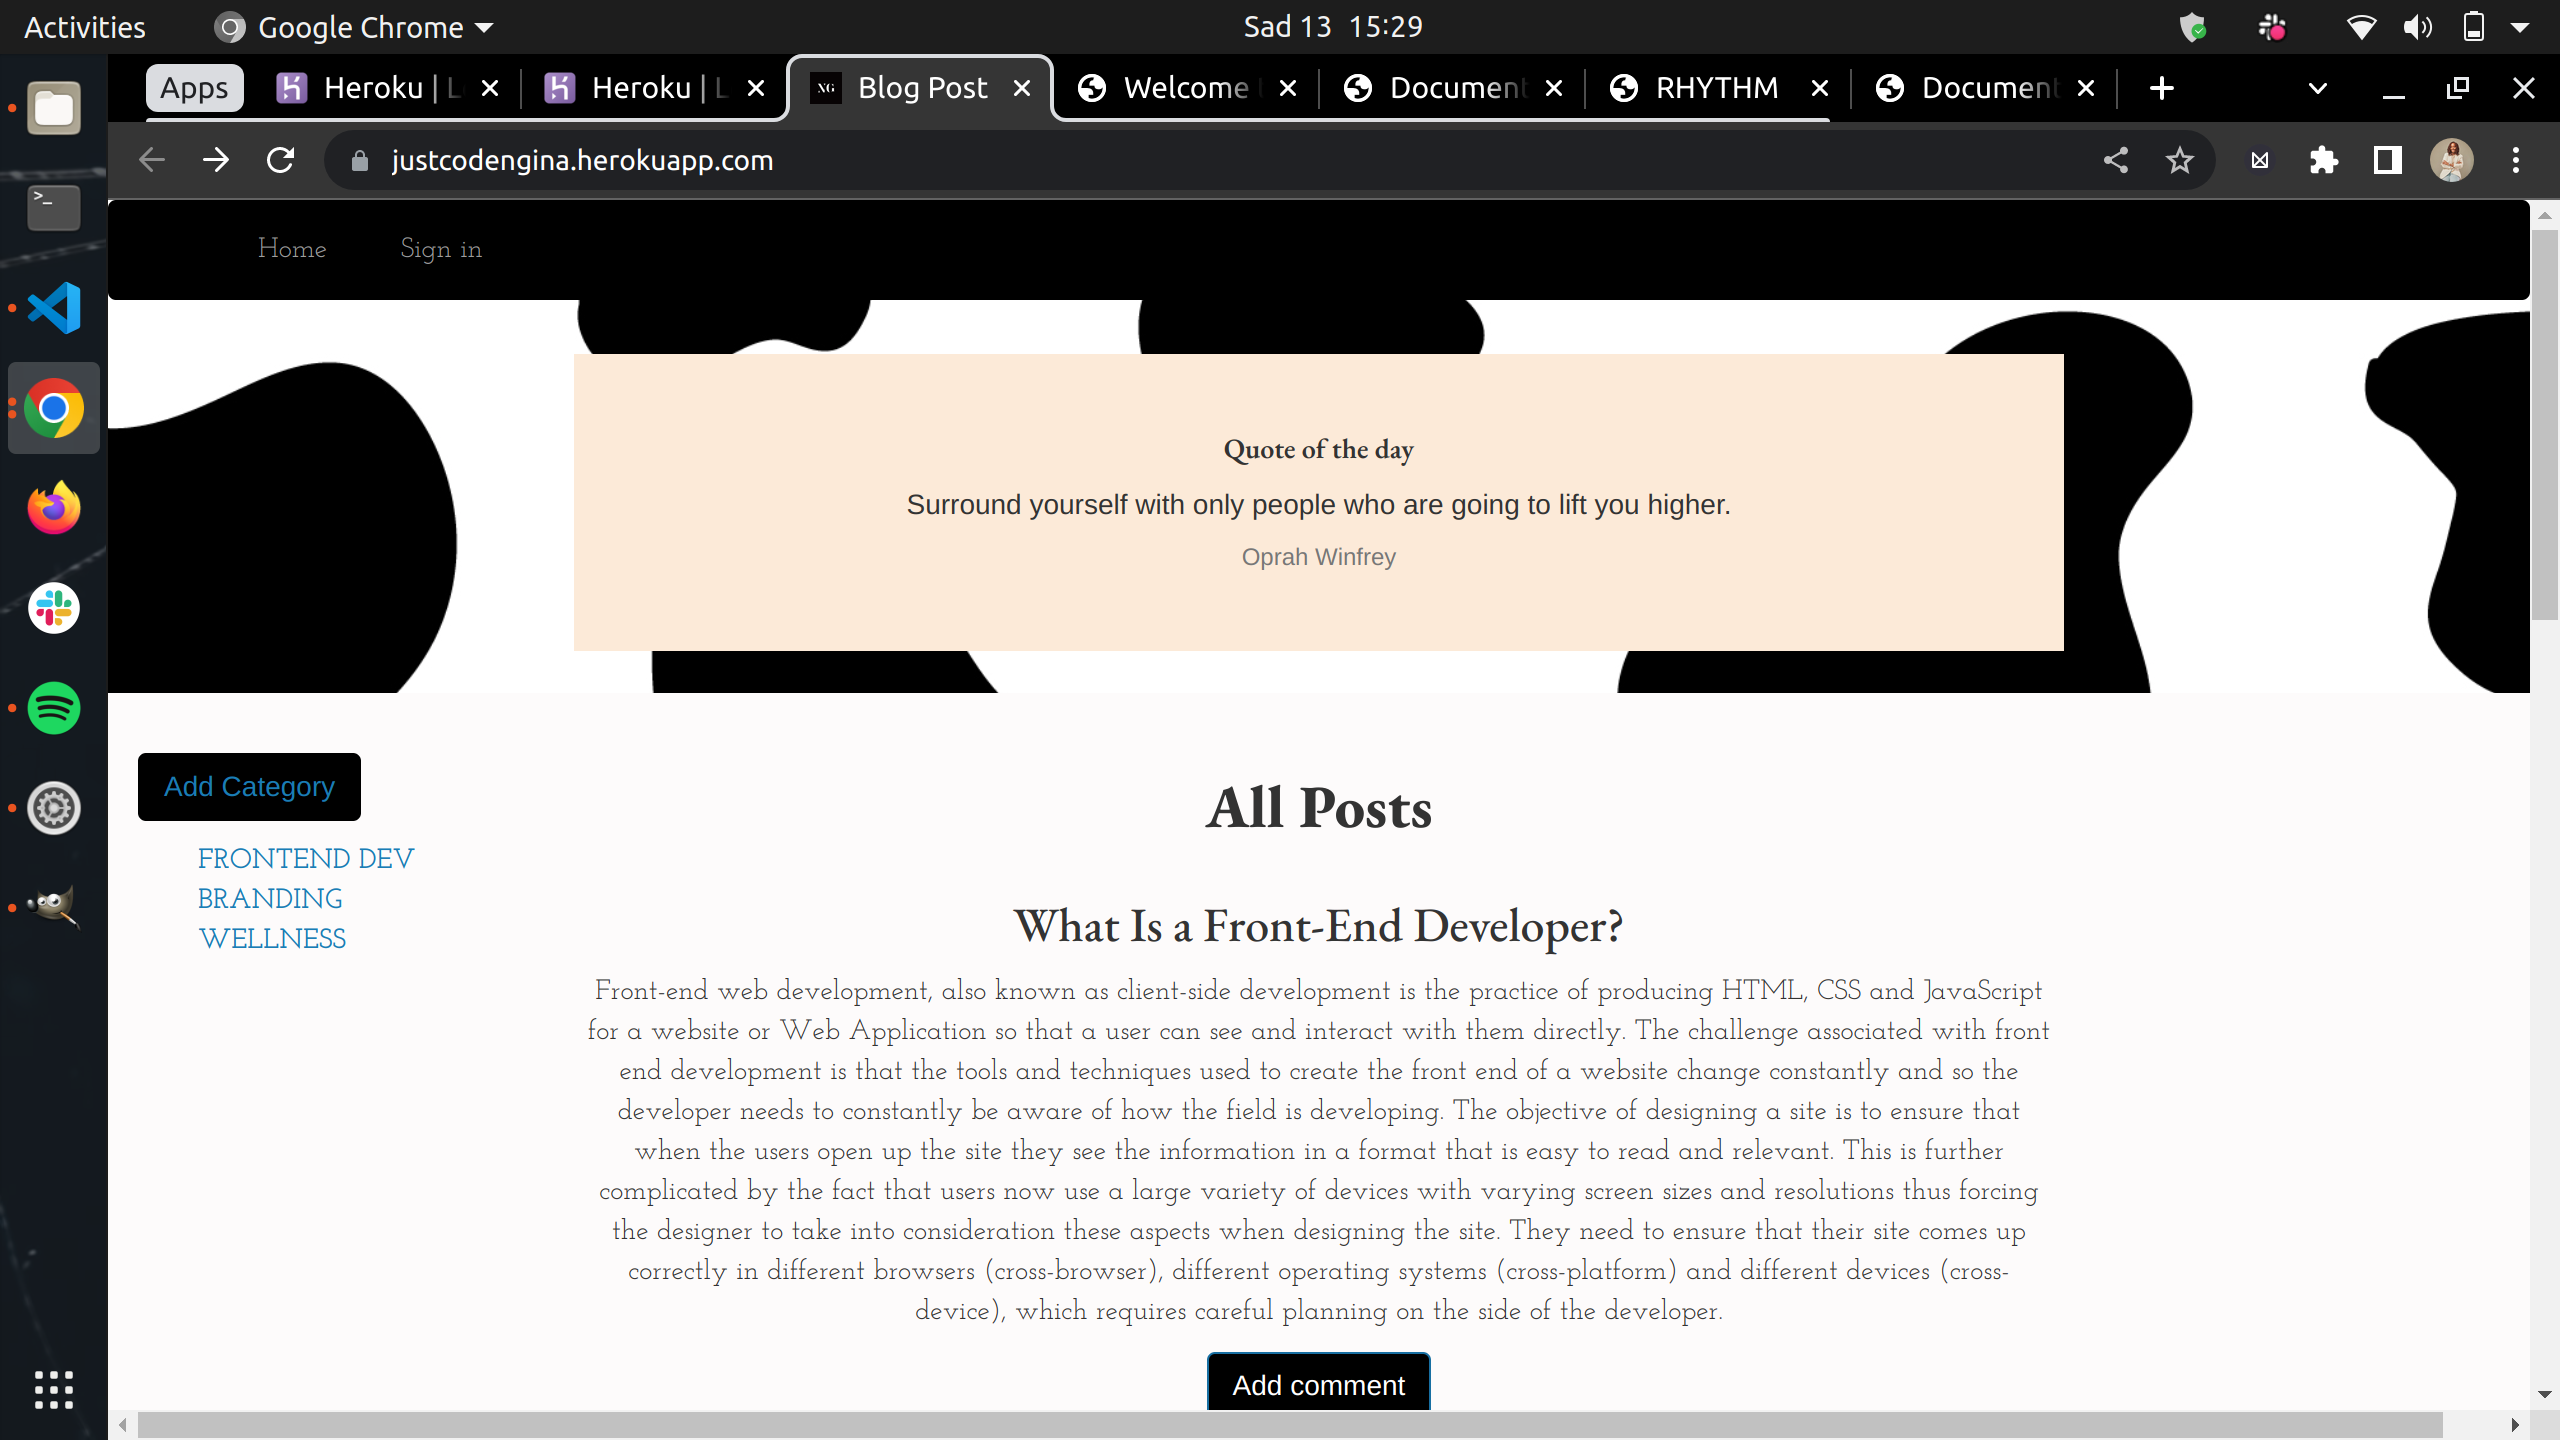 Activities
Google Chrome
Sad 13 15:29
Apps
Heroku | L
Heroku | L
NG
Blog Post
Welcome
Document
RHYTHM
Document
justcodengina.herokuapp.com
Home
Sign in
Quote of the day
Surround yourself with only people who are going to lift you higher.
Oprah Winfrey
Add Category
FRONTEND DEV
BRANDING
WELLNESS
All Posts
What Is a Front-End Developer?
Front-end web development, also known as client-side development is the practice of producing HTML, CSS and JavaScript
for a website or Web Application so that a user can see and interact with them directly. The challenge associated with front
end development is that the tools and techniques used to create the front end of a website change constantly and so the
developer needs to constantly be aware of how the field is developing. The objective of designing a site is to ensure that
when the users open up the site they see the information in a format that is easy to read and relevant. This is further
complicated by the fact that users now use a large variety of devices with varying screen sizes and resolutions thus forcing
the designer to take into consideration these aspects when designing the site. They need to ensure that their site comes up
correctly in different browsers (cross-browser), different operating systems (cross-platform) and different devices (cross-
device), which requires careful planning on the side of the developer.
Add comment